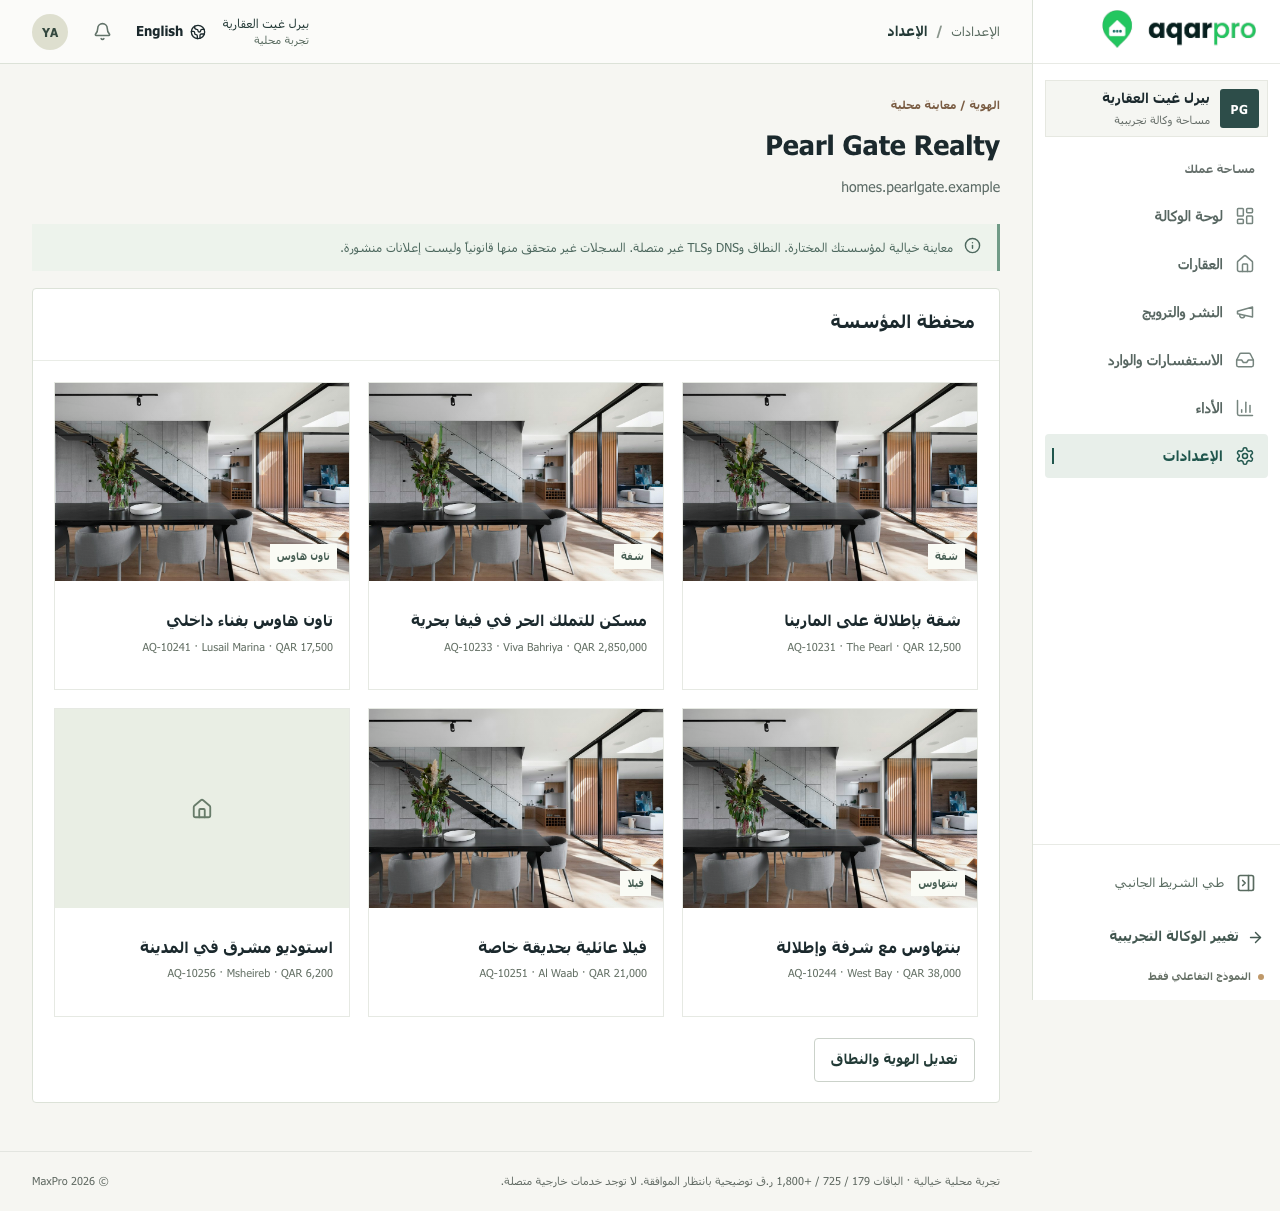 aqarpro
PG
بيرل غيت العقارية
مساحة وكالة تجريبية
مساحة عملك
لوحة الوكالة
العقارات
النشر والترويج
الاستفسارات والوارد
الأداء
الإعدادات
طي الشريط الجانبي
تغيير الوكالة التجريبية
النموذج التفاعلي فقط
الإعدادات / الإعداد
بيرل غيت العقارية
تجربة محلية
English
YA
الهوية / معاينة محلية
Pearl Gate Realty
homes.pearlgate.example
معاينة خيالية لمؤسستك المختارة. النطاق وDNS وTLS غير متصلة. السجلات غير متحقق منها قانونياً وليست إعلانات منشورة.
محفظة المؤسسة
شقة
شقة بإطلالة على المارينا
AQ-10231 · The Pearl · QAR 12,500
شقة
مسكن للتملك الحر في فيفا بحرية
AQ-10233 · Viva Bahriya · QAR 2,850,000
تاون هاوس
تاون هاوس بفناء داخلي
AQ-10241 · Lusail Marina · QAR 17,500
بنتهاوس
بنتهاوس مع شرفة وإطلالة
AQ-10244 · West Bay · QAR 38,000
فيلا
فيلا عائلية بحديقة خاصة
AQ-10251 · Al Waab · QAR 21,000
استوديو مشرق في المدينة
AQ-10256 · Msheireb · QAR 6,200
تعديل الهوية والنطاق
تجربة محلية خيالية · الباقات 179 / 725 / +1,800 ر.ق توضيحية بانتظار الموافقة. لا توجد خدمات خارجية متصلة.
© 2026 MaxPro